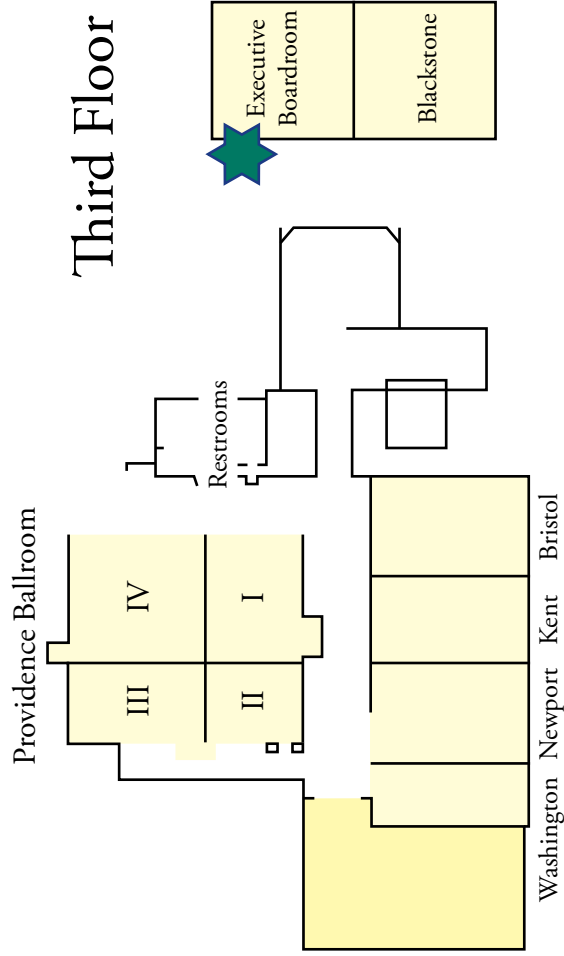 Third Floor
Providence Ballroom
III
IV
II
I
Restrooms
Executive
Boardroom
Blackstone
Washington
Newport
Kent
Bristol